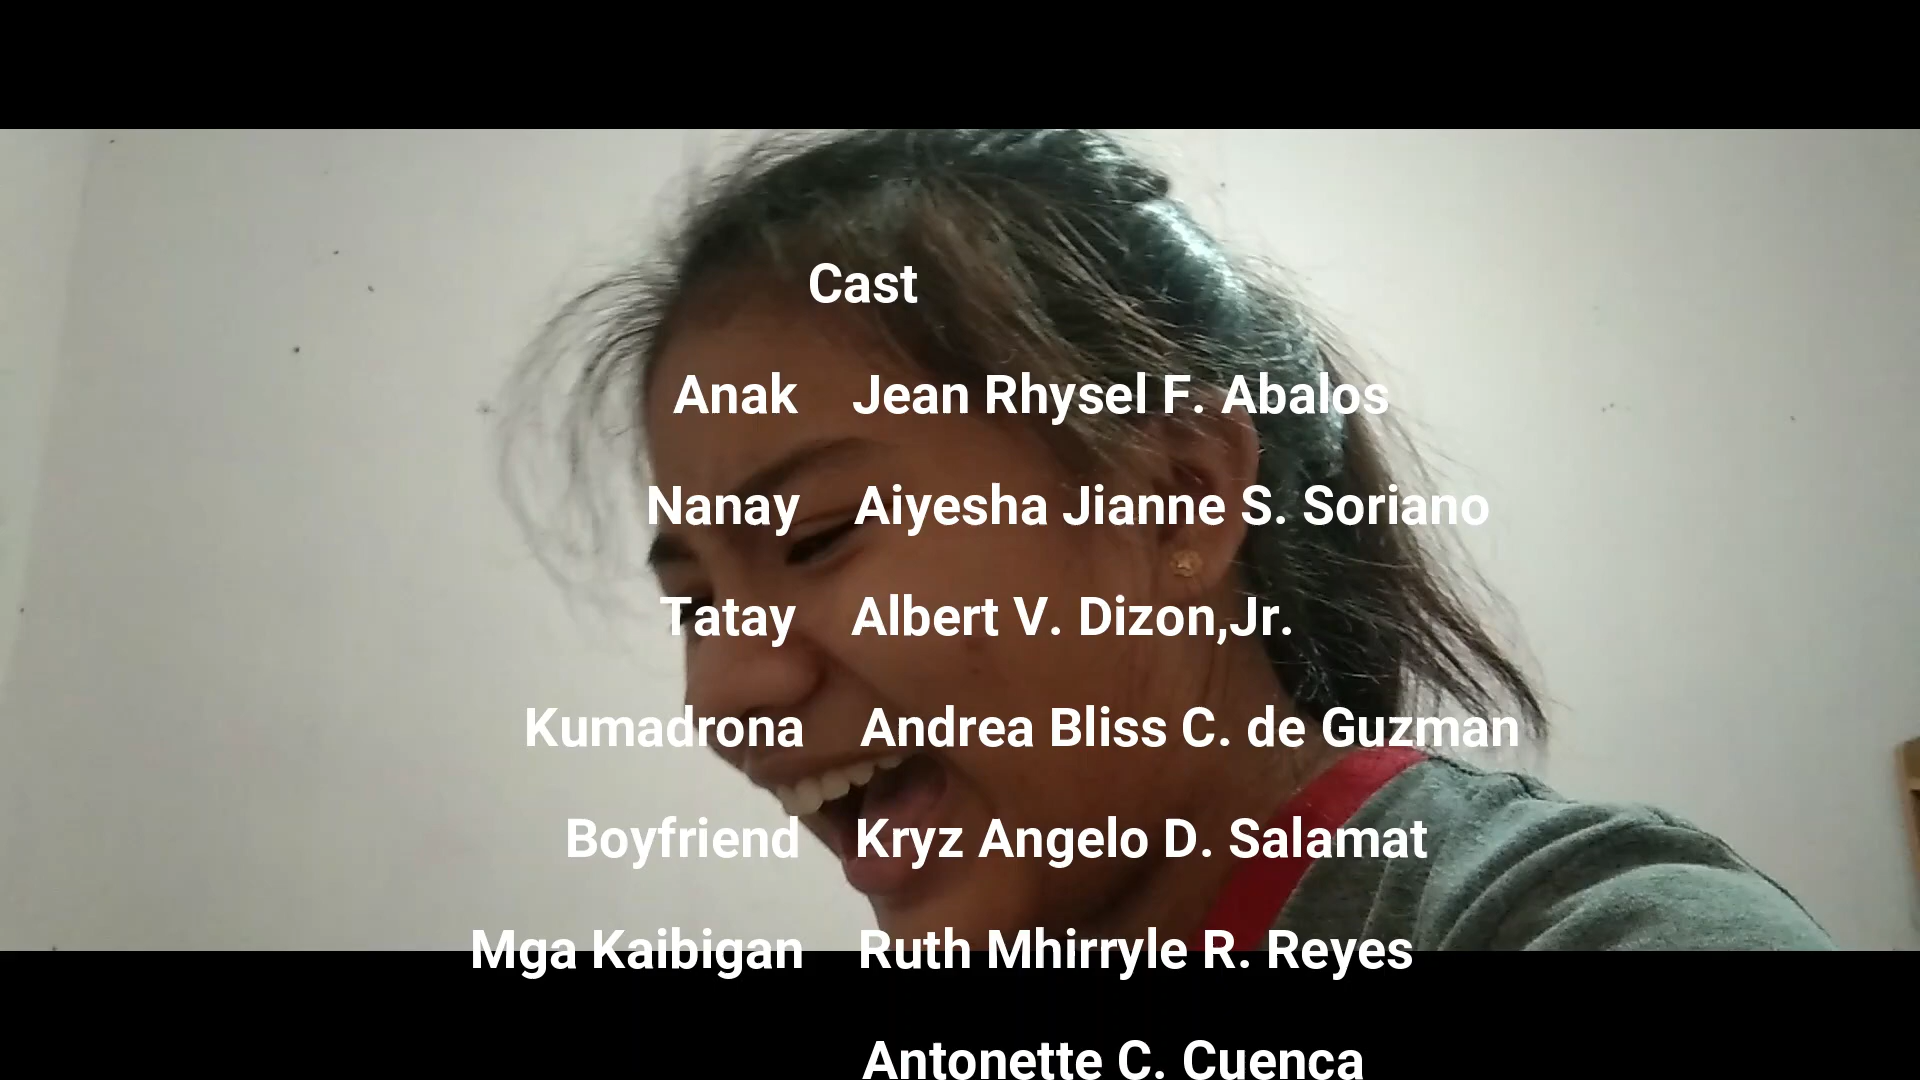 Cast
Anak Jean Rhysel F. Abalos
Nanay Aiyesha Jianne S. Soriano
Tatay Albert V. Dizon,Jr.
Kumadrona Andrea Bliss C. de Guzman
Boyfriend Kryz Angelo D. Salamat
Mga Kaibigan Ruth Mhirryle R. Reyes
Antonette C. Cuenca